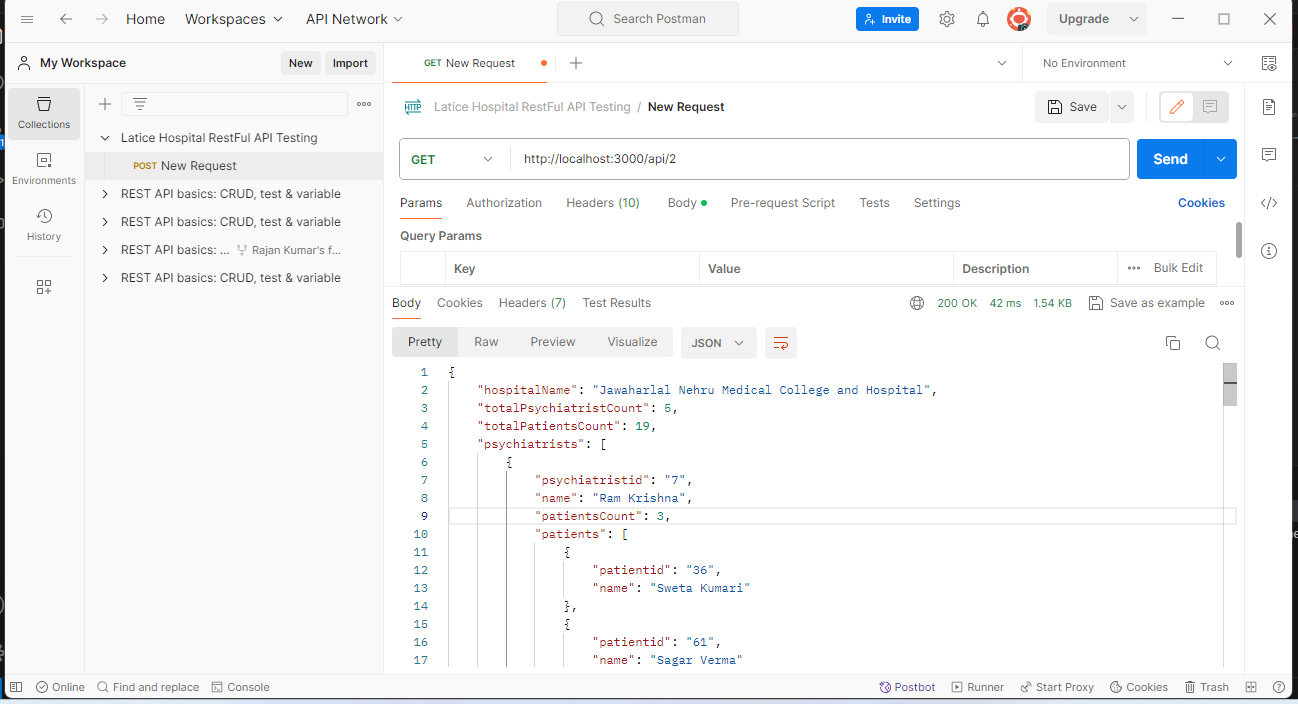 Home Workspaces API Network Search Postman Invite Upgrade
My Workspace New Import GET New Request No Environment
Collections
Environments
History
Latice Hospital RestFul API Testing
POST New Request
REST API basics: CRUD, test & variable
REST API basics: CRUD, test & variable
REST API basics: ... Rajan Kumar's f...
REST API basics: CRUD, test & variable
HTTP Latice Hospital RestFul API Testing / New Request Save
GET http://localhost:3000/api/2 Send
Params Authorization Headers (10) Body Pre-request Script Tests Settings Cookies
Query Params
Key Value Description Bulk Edit
Body Cookies Headers (7) Test Results 200 OK 42 ms 1.54 KB Save as example
Pretty Raw Preview Visualize JSON
1 {
2 "hospitalName": "Jawaharlal Nehru Medical College and Hospital",
3 "totalPsychiatristCount": 5,
4 "totalPatientsCount": 19,
5 "psychiatrists": [
6 {
7 "psychiatristid": "7",
8 "name": "Ram Krishna",
9 "patientsCount": 3,
10 "patients": [
11 {
12 "patientid": "36",
13 "name": "Sweta Kumari"
14 },
15 {
16 "patientid": "61",
17 "name": "Sagar Verma"
Online Find and replace Console Postbot Runner Start Proxy Cookies Trash